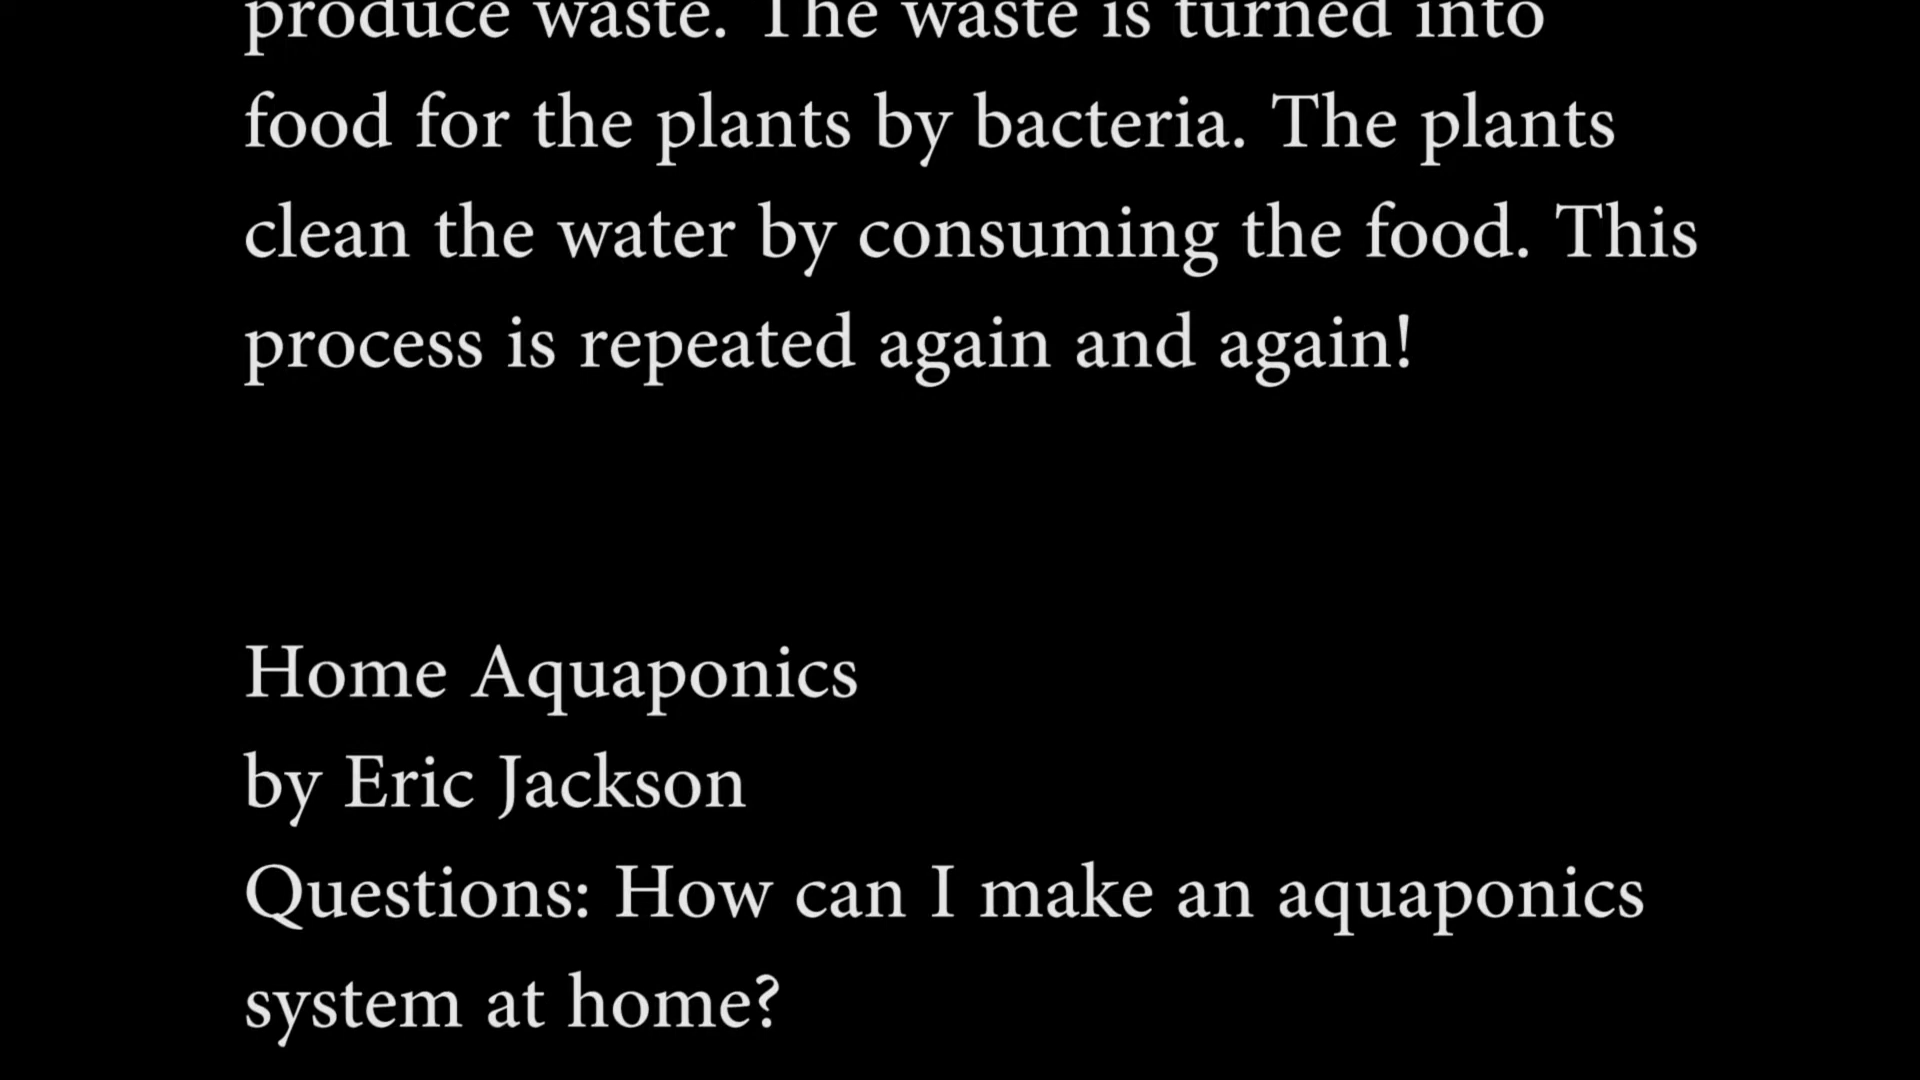 produce waste. The waste is turned into
food for the plants by bacteria. The plants
clean the water by consuming the food. This
process is repeated again and again!
Home Aquaponics
by Eric Jackson
Questions: How can I make an aquaponics
system at home?